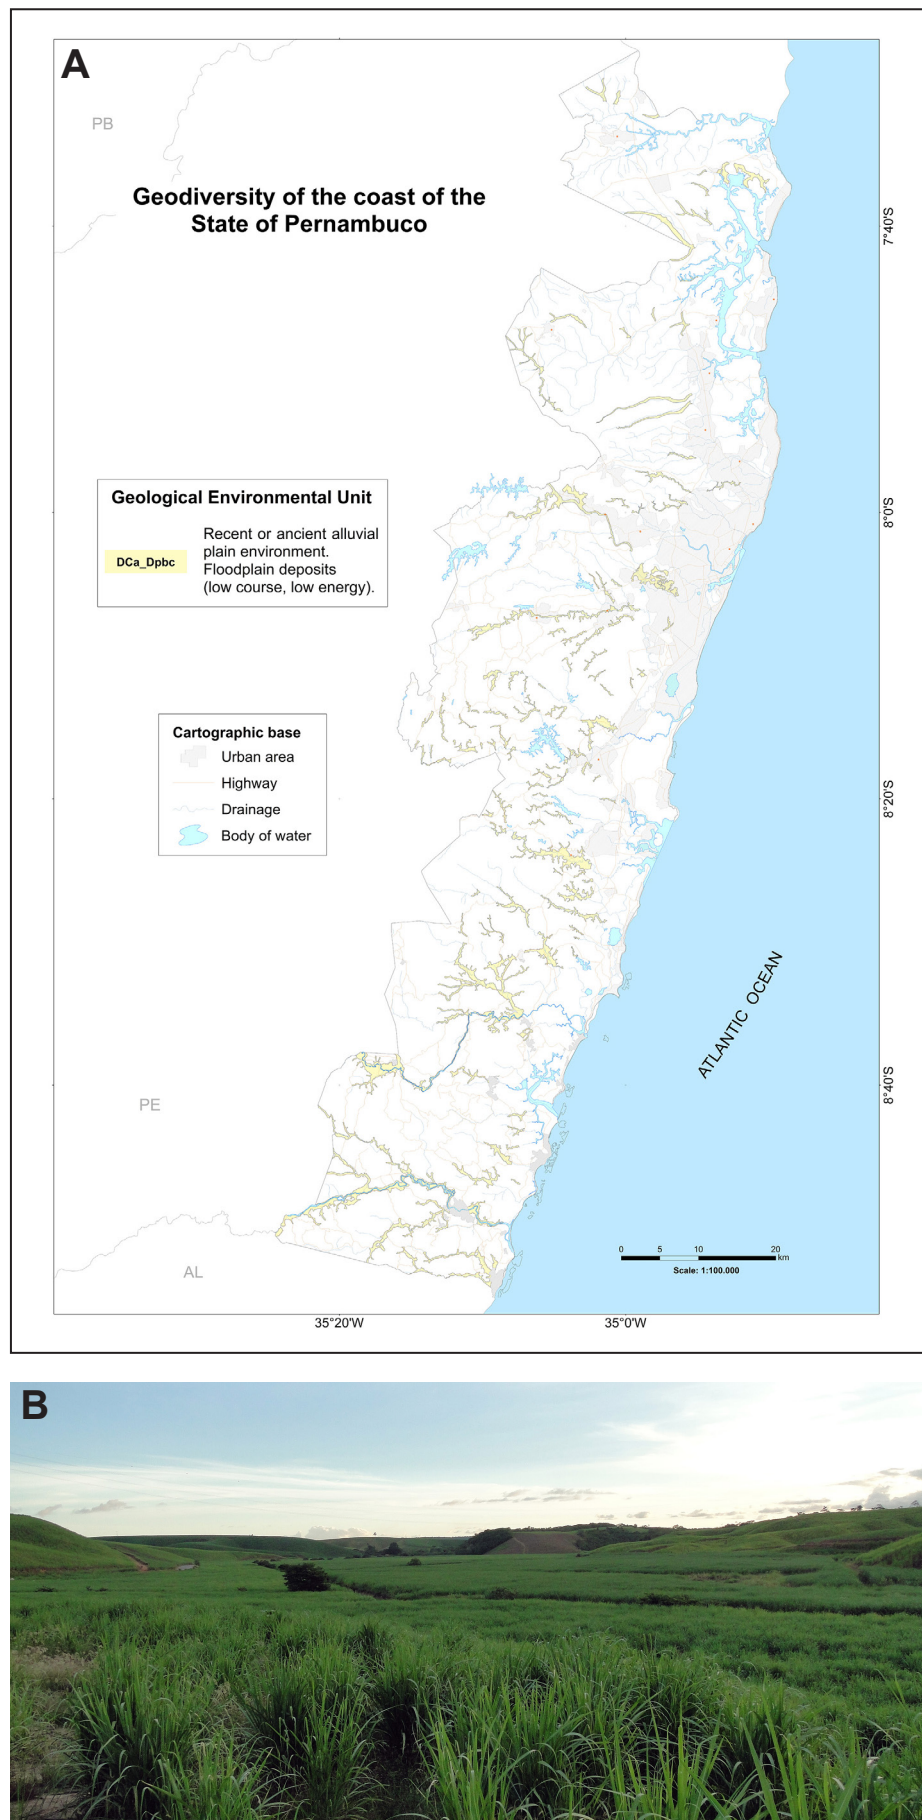 A
PB
Geodiversity of the coast of the
State of Pernambuco
7°40'S
Geological Environmental Unit
DCa_Dpbc
Recent or ancient alluvial
plain environment.
Floodplain deposits
(low course, low energy).
8°0'S
Cartographic base
Urban area
Highway
Drainage
Body of water
8°20'S
ATLANTIC OCEAN
8°40'S
PE
AL
0 5 10 20
km
Scale: 1:100.000
35°20'W 35°0'W
B